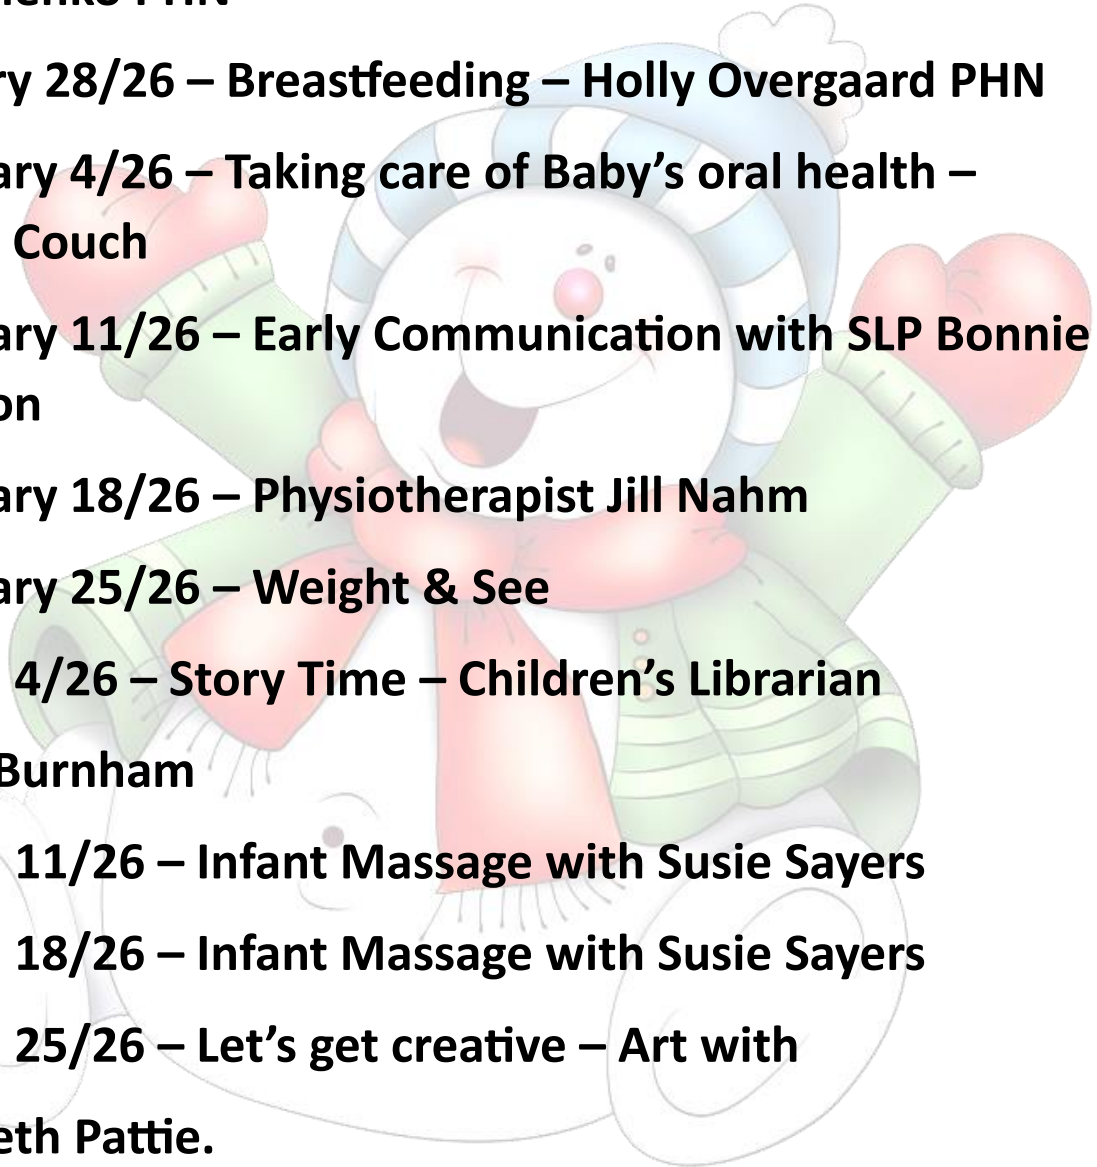 PHN
ry 28/26 – Breastfeeding – Holly Overgaard PHN
ary 4/26 – Taking care of Baby’s oral health –
Couch
ary 11/26 – Early Communication with SLP Bonnie
on
ary 18/26 – Physiotherapist Jill Nahm
ary 25/26 – Weight & See
4/26 – Story Time – Children’s Librarian
Burnham
11/26 – Infant Massage with Susie Sayers
18/26 – Infant Massage with Susie Sayers
25/26 – Let’s get creative – Art with
eth Pattie.